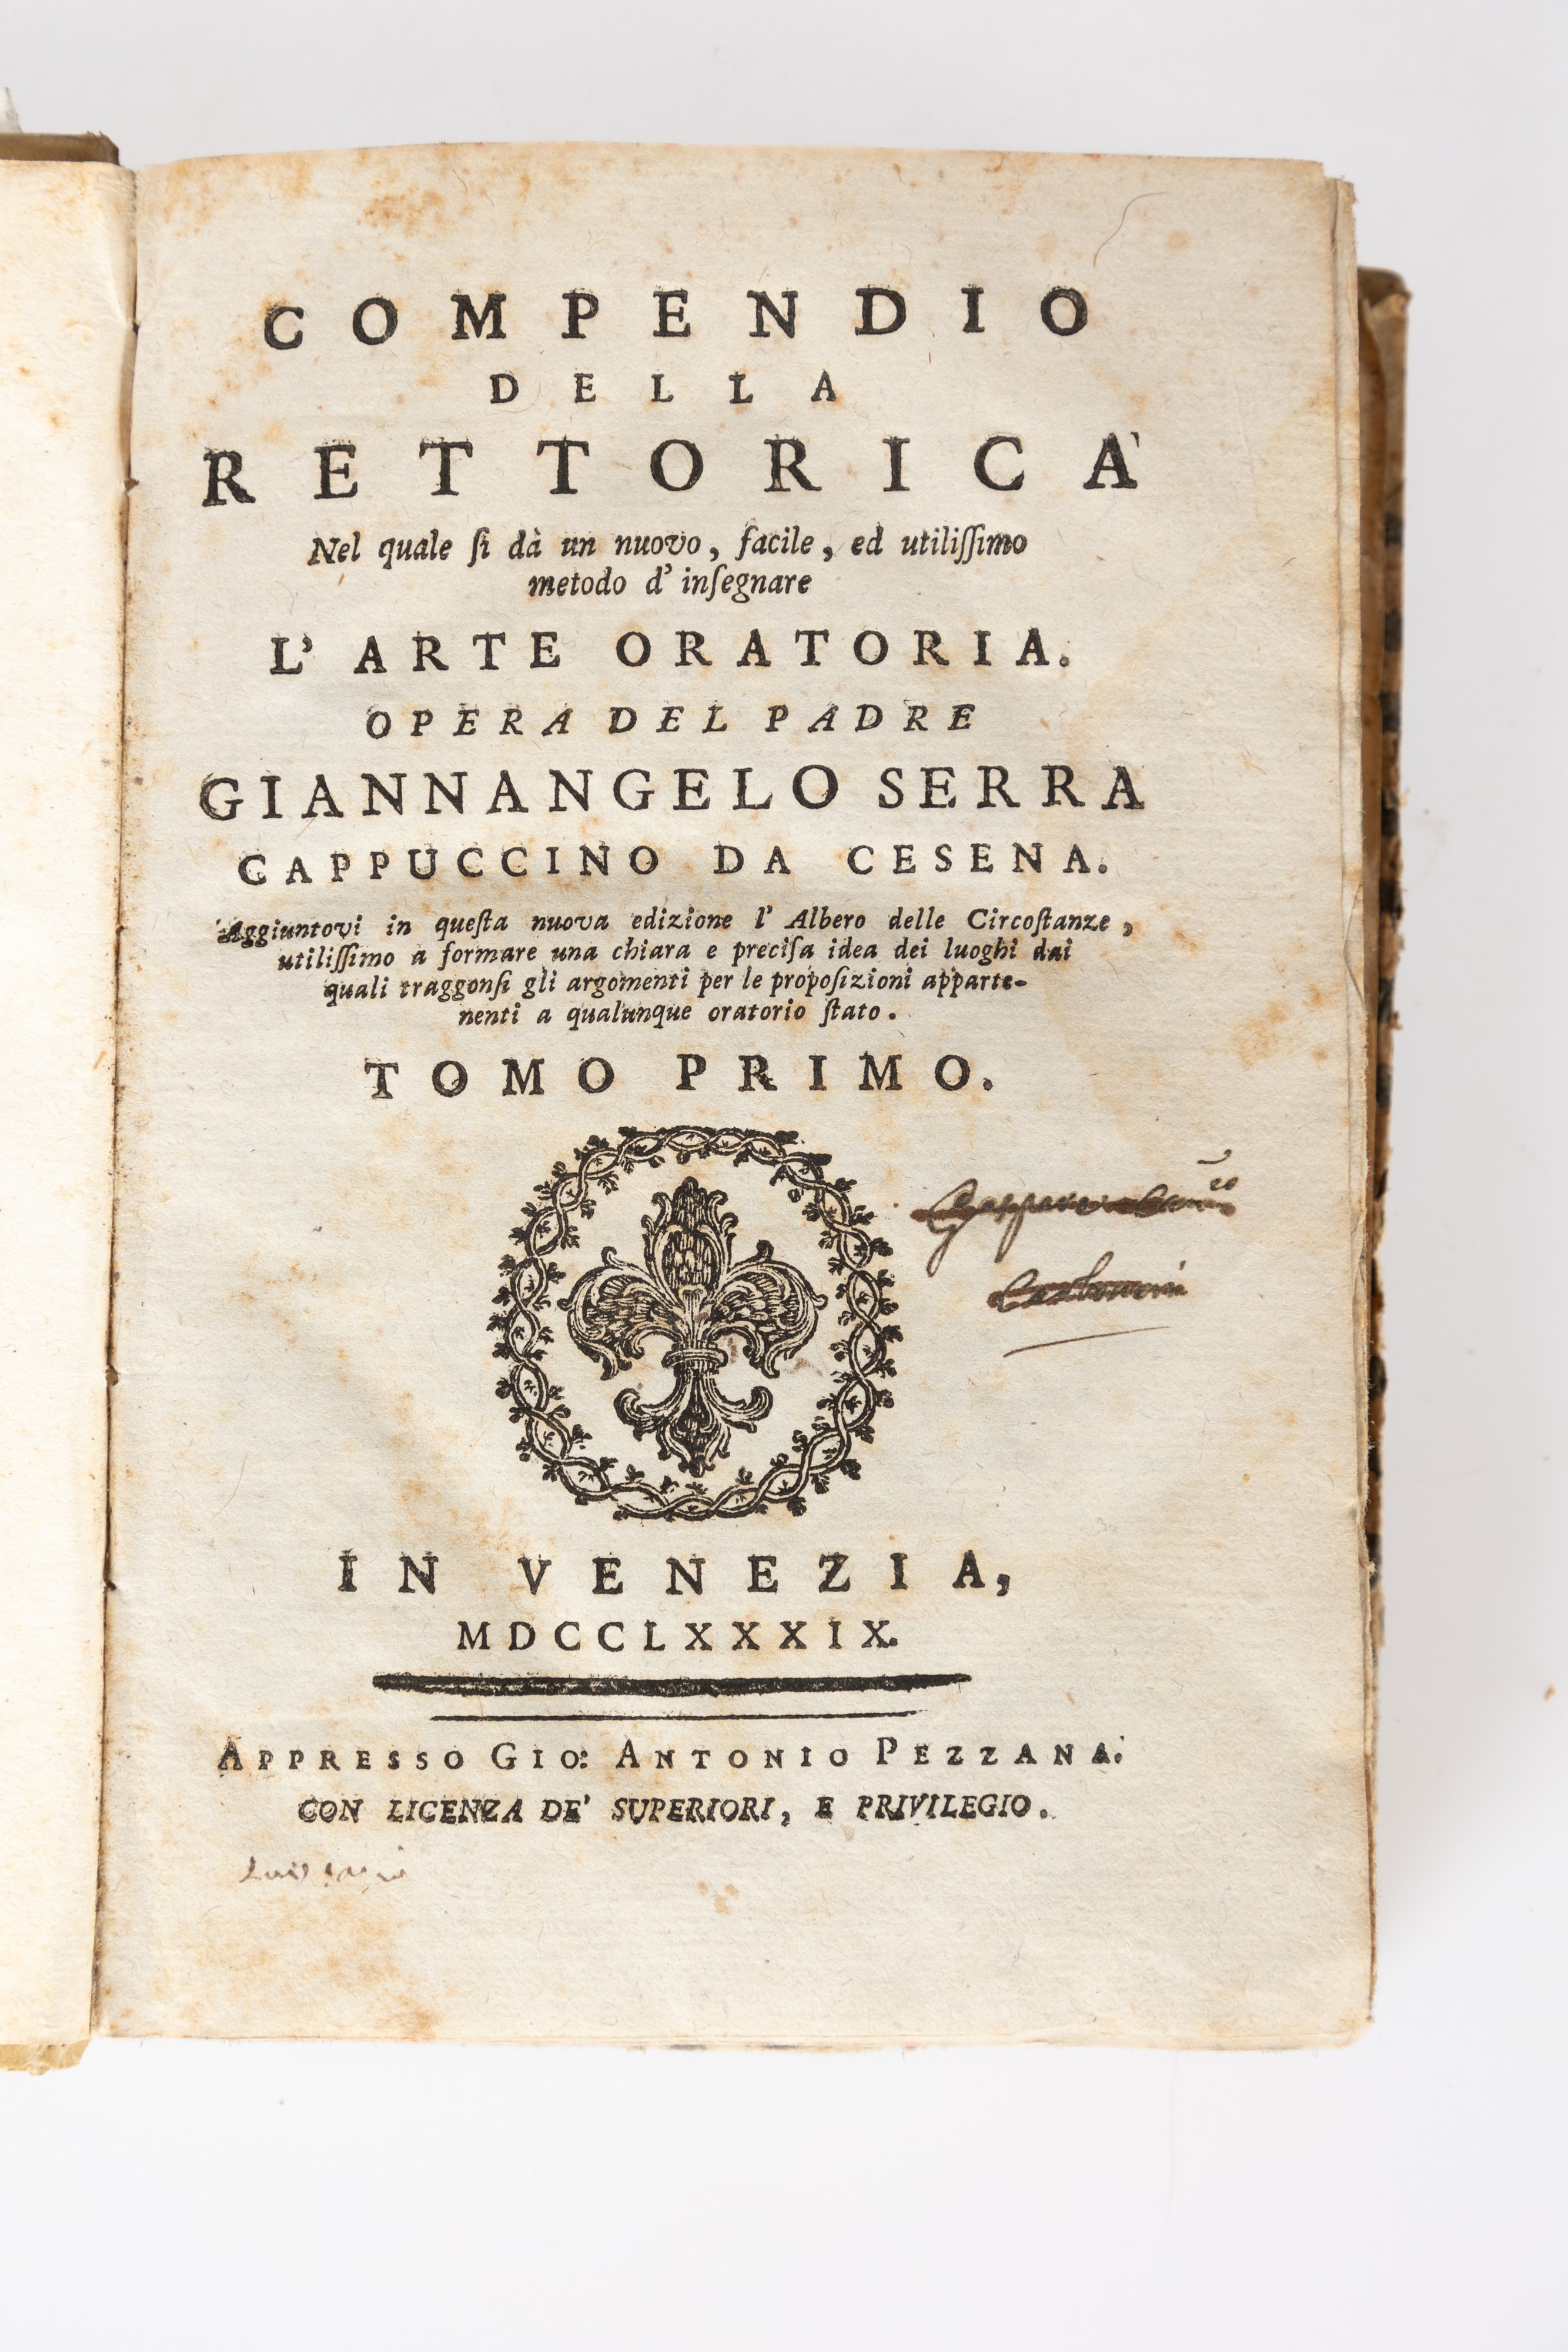 COMPENDIO
DELLA
RETTORICA
Nel quale ſi dà un nuovo, facile, ed utiliſſimo
metodo d' inſegnare
L' ARTE ORATORIA.
OPERA DEL PADRE
GIANNANGELO SERRA
CAPPUCCINO DA CESENA.
Aggiuntovi in queſta nuova edizione l' Albero delle Circoſtanze,
utiliſſimo a formare una chiara e preciſa idea dei luoghi dai
quali traggonſi gli argomenti per le propoſizioni apparte-
nenti a qualunque oratorio ſtato.
TOMO PRIMO.
Gaspare
IN VENEZIA,
MDCCLXXXIX.
APPRESSO GIO: ANTONIO PEZZANA.
CON LICENZA DE' SUPERIORI, E PRIVILEGIO.